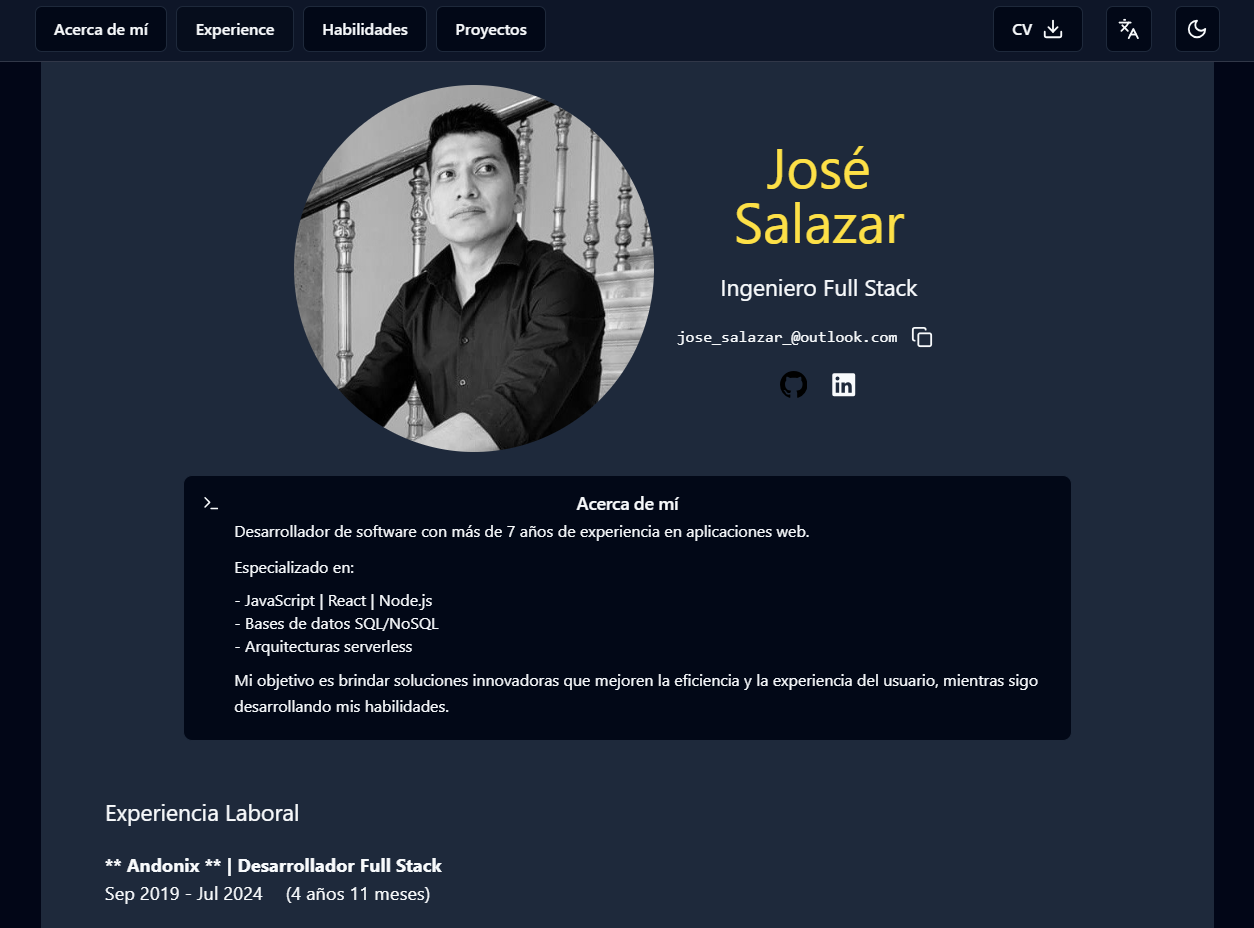 Acerca de mí
Experience
Habilidades
Proyectos
CV
José
Salazar
Ingeniero Full Stack
jose_salazar_@outlook.com
Acerca de mí
Desarrollador de software con más de 7 años de experiencia en aplicaciones web.
Especializado en:
- JavaScript | React | Node.js
- Bases de datos SQL/NoSQL
- Arquitecturas serverless
Mi objetivo es brindar soluciones innovadoras que mejoren la eficiencia y la experiencia del usuario, mientras sigo
desarrollando mis habilidades.
Experiencia Laboral
** Andonix ** | Desarrollador Full Stack
Sep 2019 - Jul 2024 (4 años 11 meses)